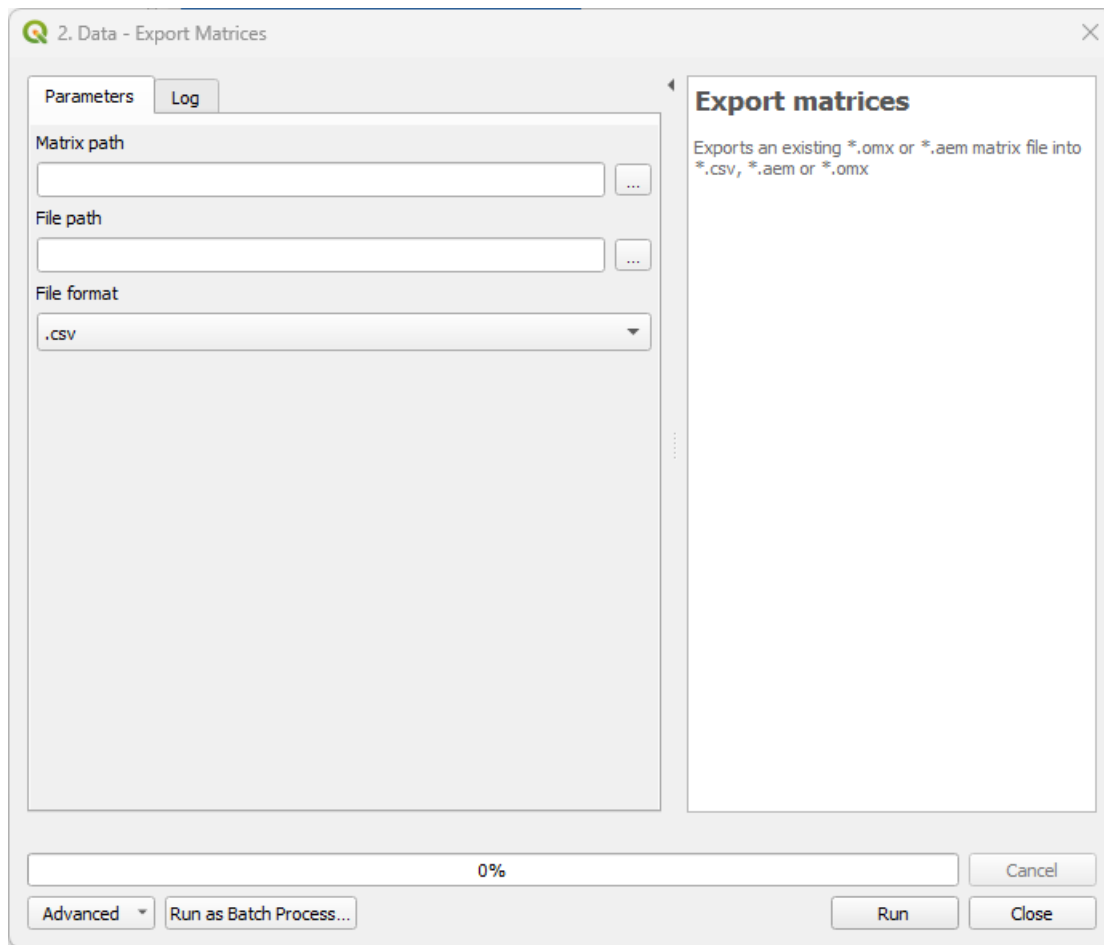 2. Data - Export Matrices
Parameters
Log
Matrix path
...
File path
...
File format
.csv
Export matrices
Exports an existing *.omx or *.aem matrix file into
*.csv, *.aem or *.omx
0%
Cancel
Advanced
Run as Batch Process...
Run
Close